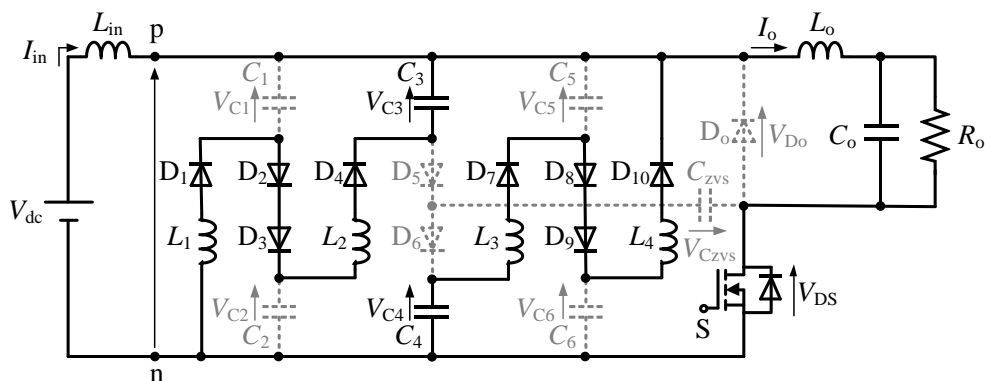 I_in L_in p I_o L_o
C_1 C_3 C_5
V_C1 V_C3 V_C5 D_o V_Do C_o R_o
D_1 D_2 D_4 D_5 D_7 D_8 D_10 C_zvs
V_dc
L_1 D_3 L_2 D_6 L_3 D_9 L_4 V_Czvs
V_C2 V_C4 V_C6 S V_DS
C_2 C_4 C_6
n